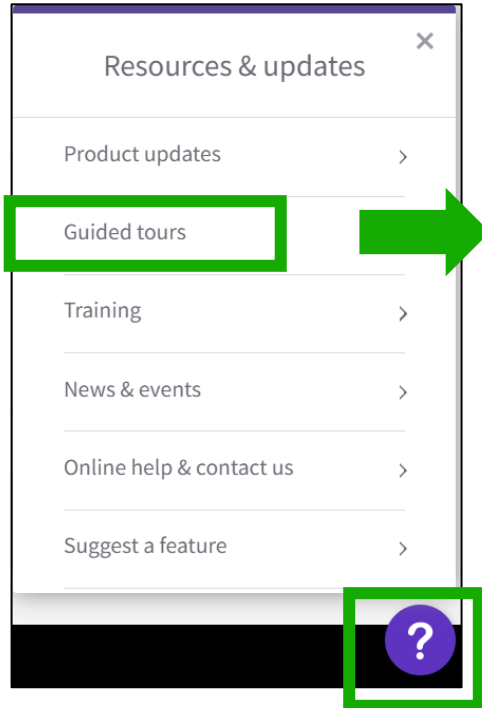 Resources & updates
Product updates
Guided tours
Training
News & events
Online help & contact us
Suggest a feature
?